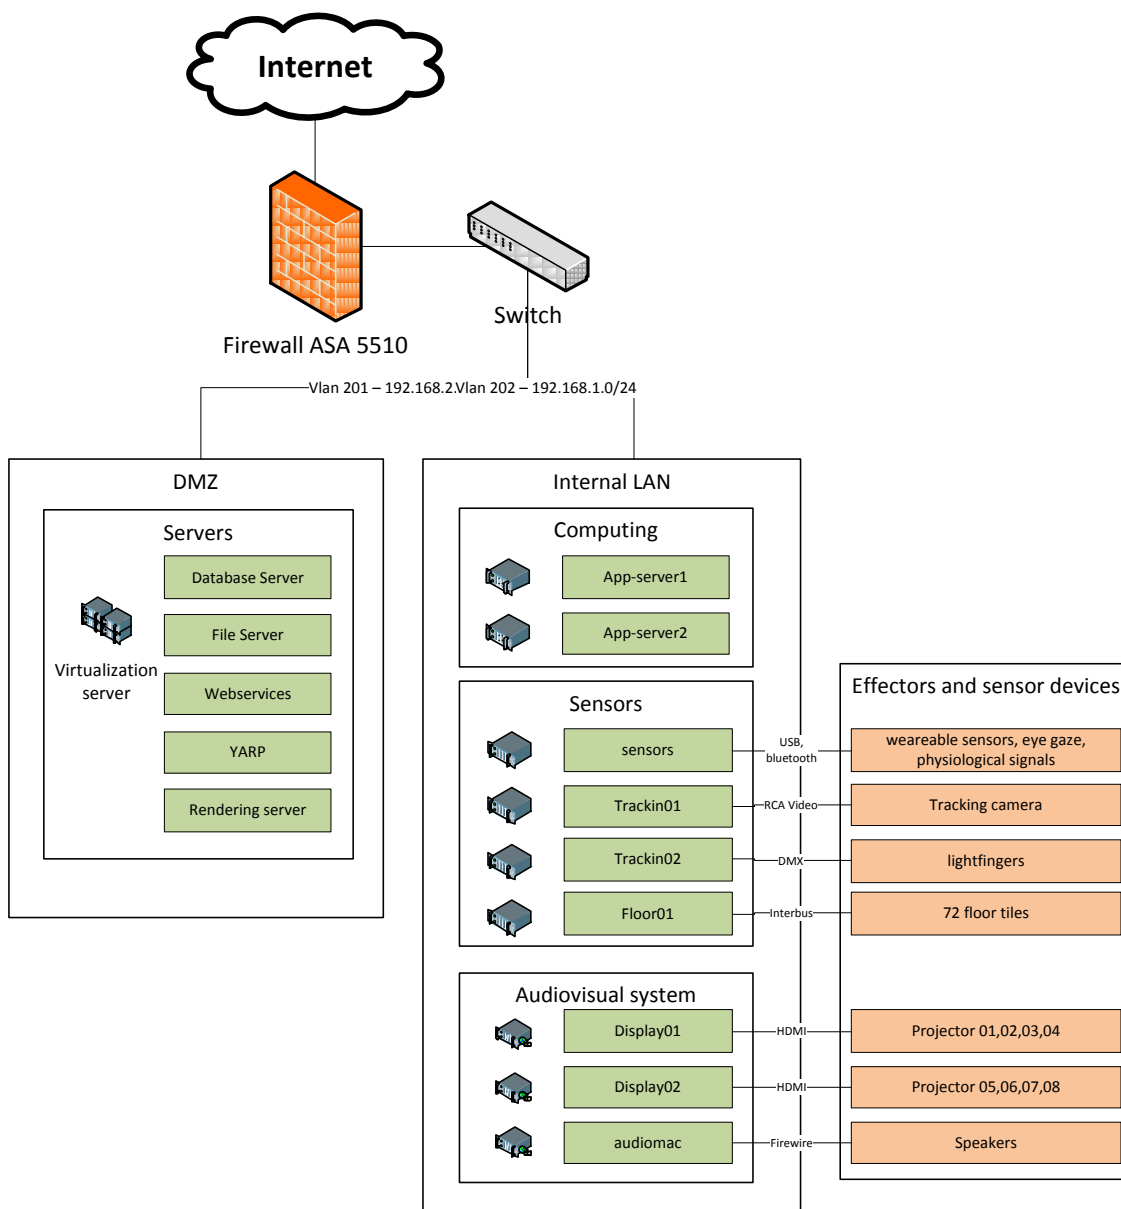 Internet
Firewall ASA 5510
Switch
Vlan 201 – 192.168.2.
Vlan 202 – 192.168.1.0/24
DMZ
Servers
Virtualization
server
Database Server
File Server
Webservices
YARP
Rendering server
Internal LAN
Computing
App-server1
App-server2
Sensors
sensors
Trackin01
Trackin02
Floor01
USB,
bluetooth
RCA Video
DMX
Interbus
Effectors and sensor devices
weareable sensors, eye gaze,
physiological signals
Tracking camera
lightfingers
72 floor tiles
Audiovisual system
Display01
Display02
audiomac
HDMI
HDMI
Firewire
Projector 01,02,03,04
Projector 05,06,07,08
Speakers